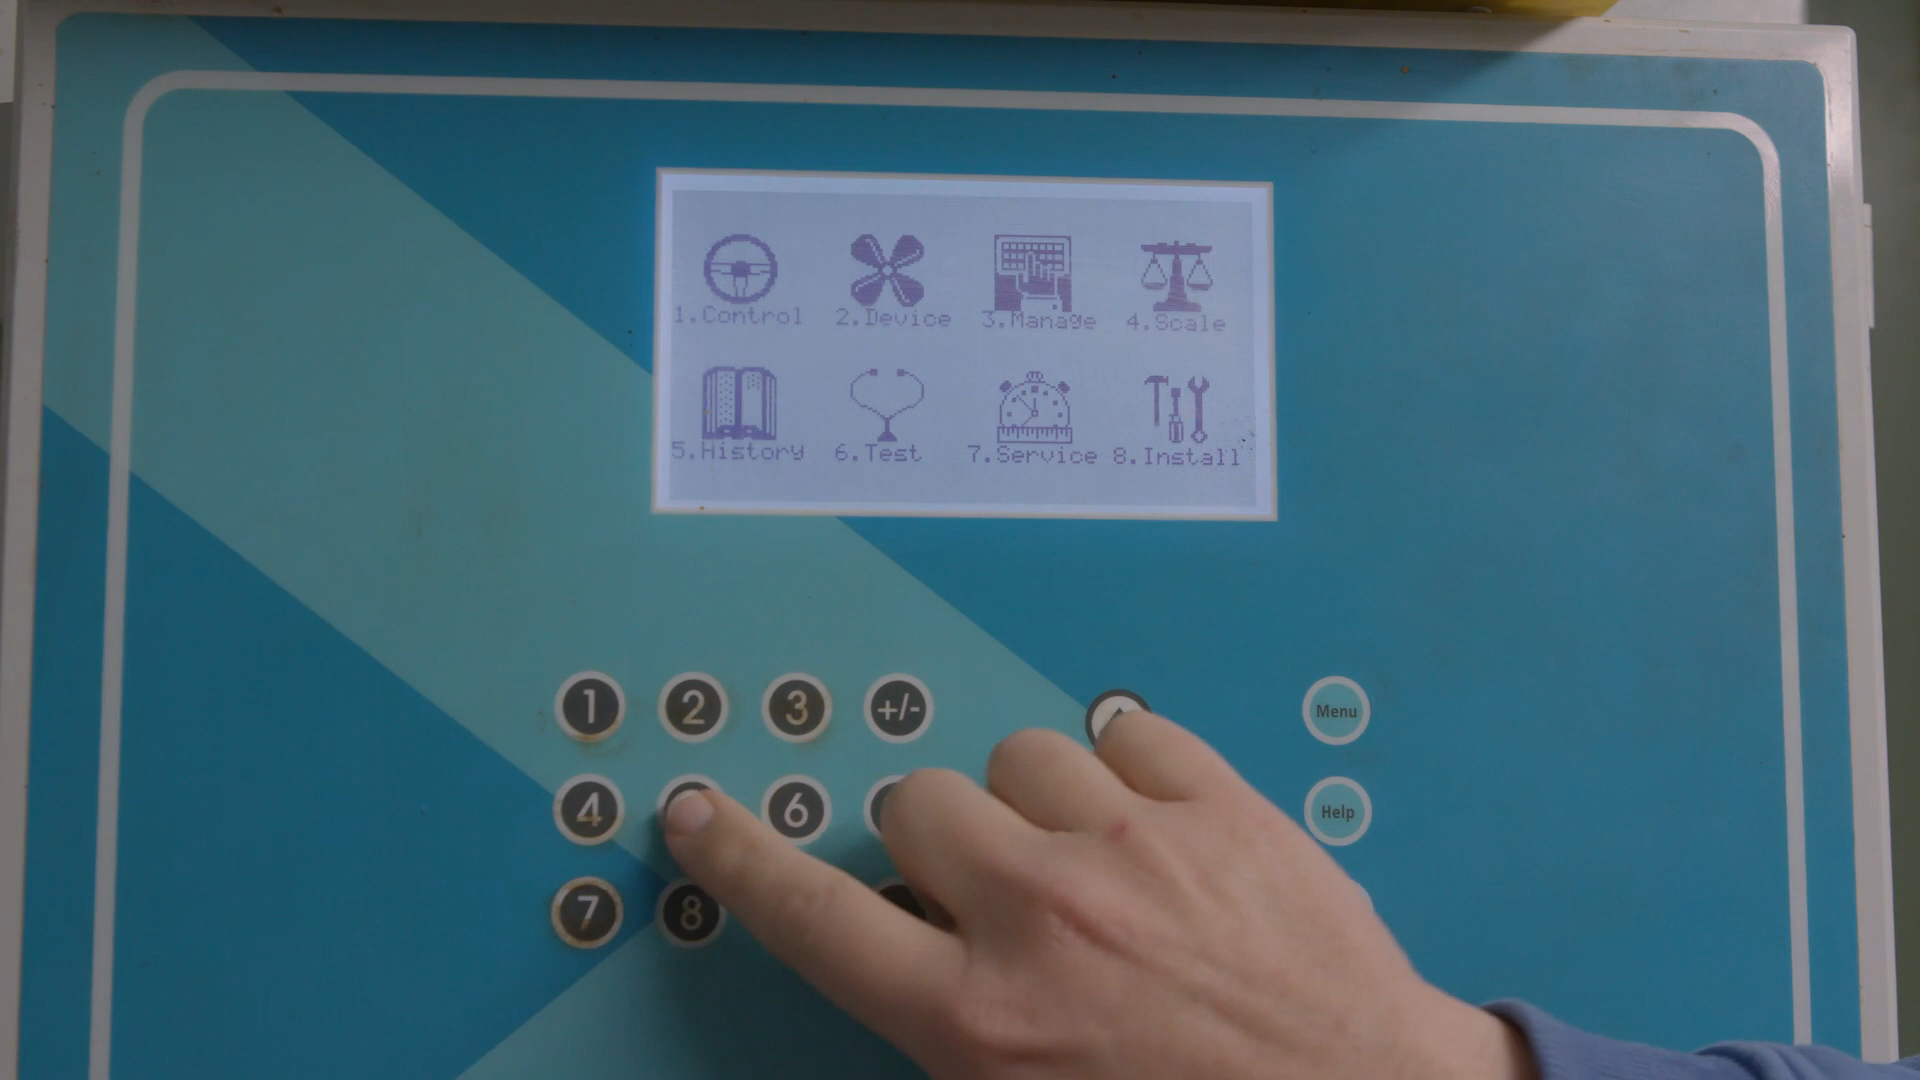 1.Control 2.Device 3.Manage 4.Scale
5.History 6.Test 7.Service 8.Install
1 2 3 +/- Menu
4 6 Help
7 8